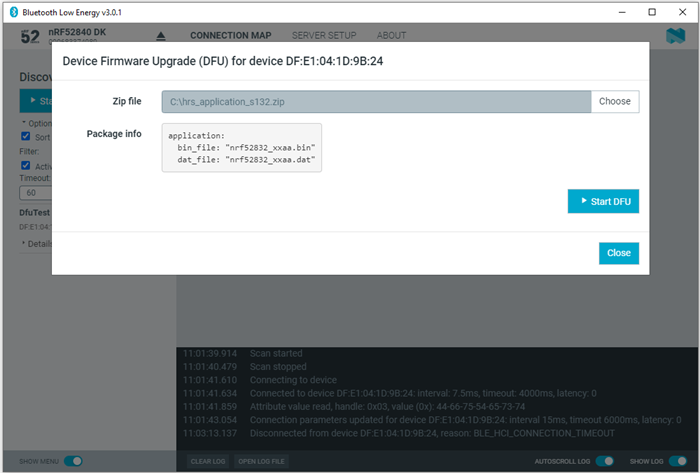 Bluetooth Low Energy v3.0.1
52
nRF52840 DK
CONNECTION MAP
SERVER SETUP
ABOUT
Device Firmware Upgrade (DFU) for device DF:E1:04:1D:9B:24
Zip file
C:\hrs_application_s132.zip
Choose
Package info
application:
bin_file: "nrf52832_xxaa.bin"
dat_file: "nrf52832_xxaa.dat"
Start DFU
Close
Disco
Sta
Option
Sort
Filter:
Activ
Timeout:
60
DfuTest
DF:E1:04:1
Details
11:01:39.914 Scan started
11:01:40.479 Scan stopped
11:01:41.610 Connecting to device
11:01:41.634 Connected to device DF:E1:04:1D:9B:24: interval: 7.5ms, timeout: 4000ms, latency: 0
11:01:41.859 Attribute value read, handle: 0x03, value (0x): 44-66-75-54-65-73-74
11:01:43.054 Connection parameters updated for device DF:E1:04:1D:9B:24: interval 15ms, timeout 6000ms, latency: 0
11:03:13.137 Disconnected from device DF:E1:04:1D:9B:24, reason: BLE_HCI_CONNECTION_TIMEOUT
SHOW MENU
CLEAR LOG
OPEN LOG FILE
AUTOSCROLL LOG
SHOW LOG